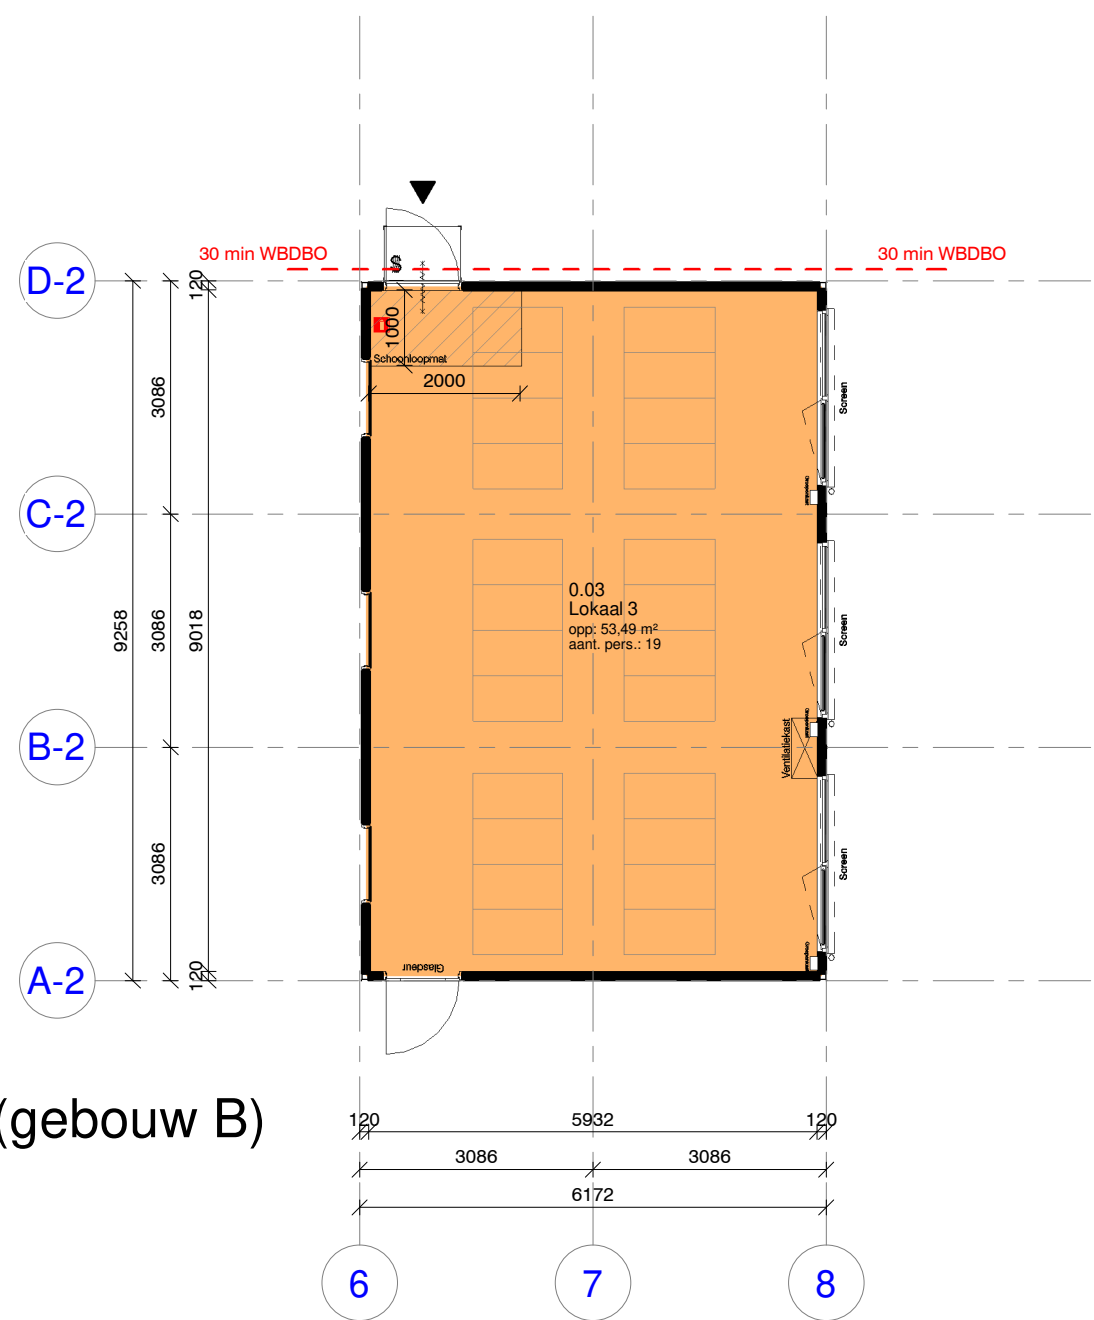 30 min WBDBO
30 min WBDBO
D-2
C-2
B-2
A-2
120
3086
3086
3086
9258
9018
120
1000
Schoonloopmat
2000
0.03
Lokaal 3
opp: 53,49 m²
aant. pers.: 19
Screen
Screen
Screen
Ventilatiekast
Glasdeur
(gebouw B)
120
5932
120
3086
3086
6172
6
7
8